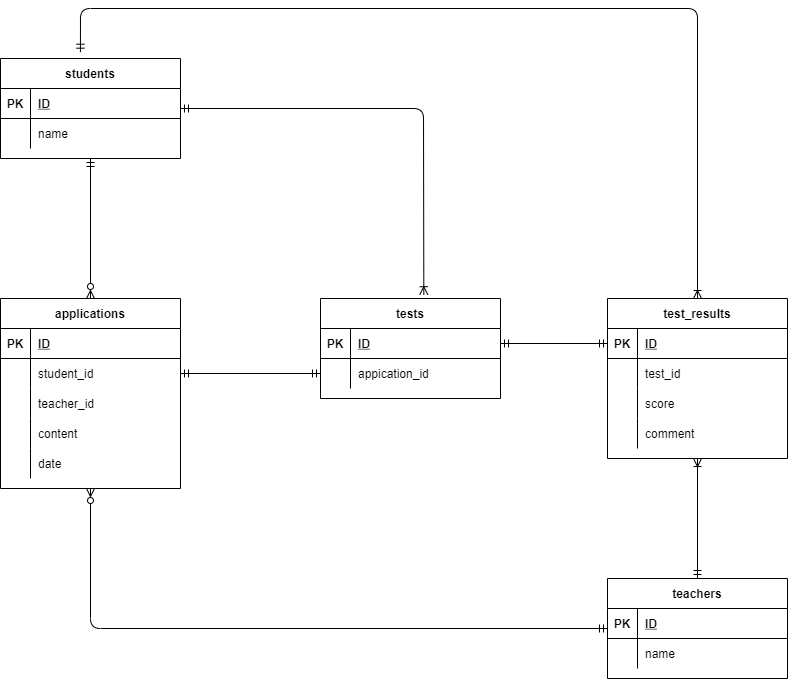 students
PK ID
name
applications
PK ID
student_id
teacher_id
content
date
tests
PK ID
appication_id
test_results
PK ID
test_id
score
comment
teachers
PK ID
name